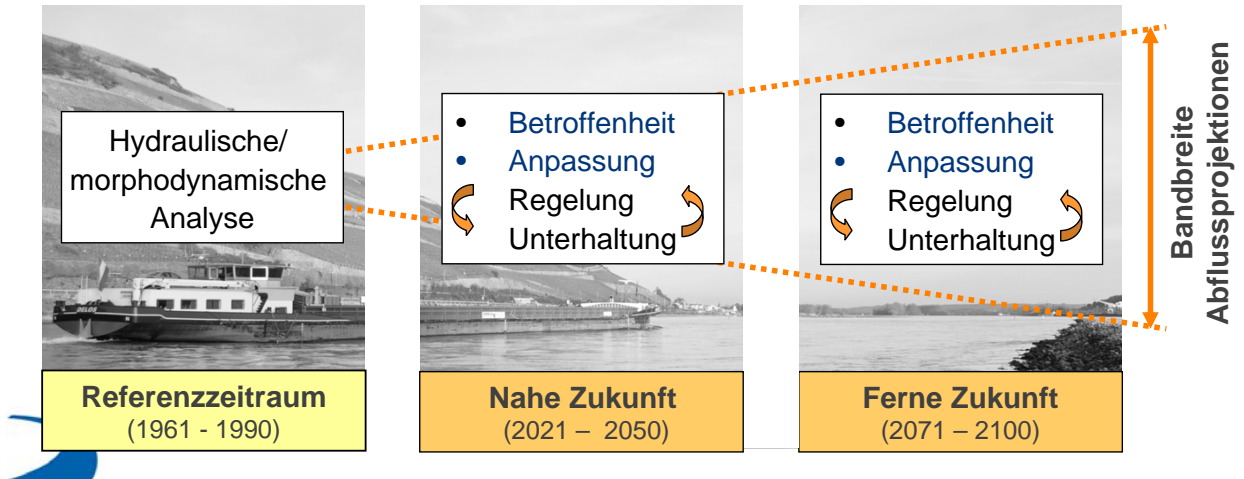 Hydraulische/
morphodynamische
Analyse
• Betroffenheit
• Anpassung
Regelung
Unterhaltung
• Betroffenheit
• Anpassung
Regelung
Unterhaltung
Bandbreite
Abflussprojektionen
DELOS
Referenzzeitraum
(1961 - 1990)
Nahe Zukunft
(2021 – 2050)
Ferne Zukunft
(2071 – 2100)